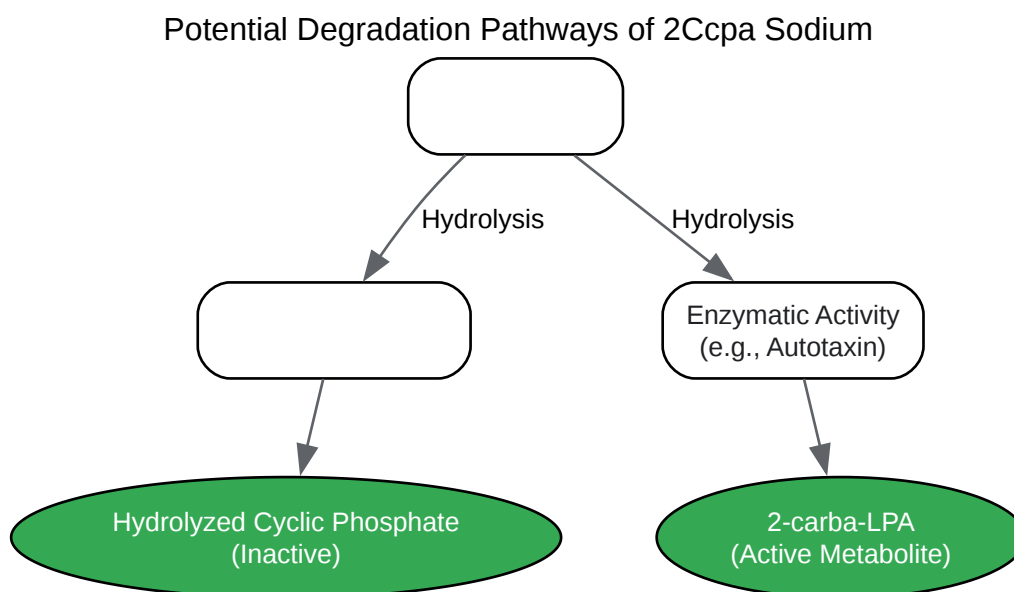 Potential Degradation Pathways of 2Ccpa Sodium
Hydrolysis
Hydrolysis
Enzymatic Activity
(e.g., Autotaxin)
Hydrolyzed Cyclic Phosphate
(Inactive)
2-carba-LPA
(Active Metabolite)